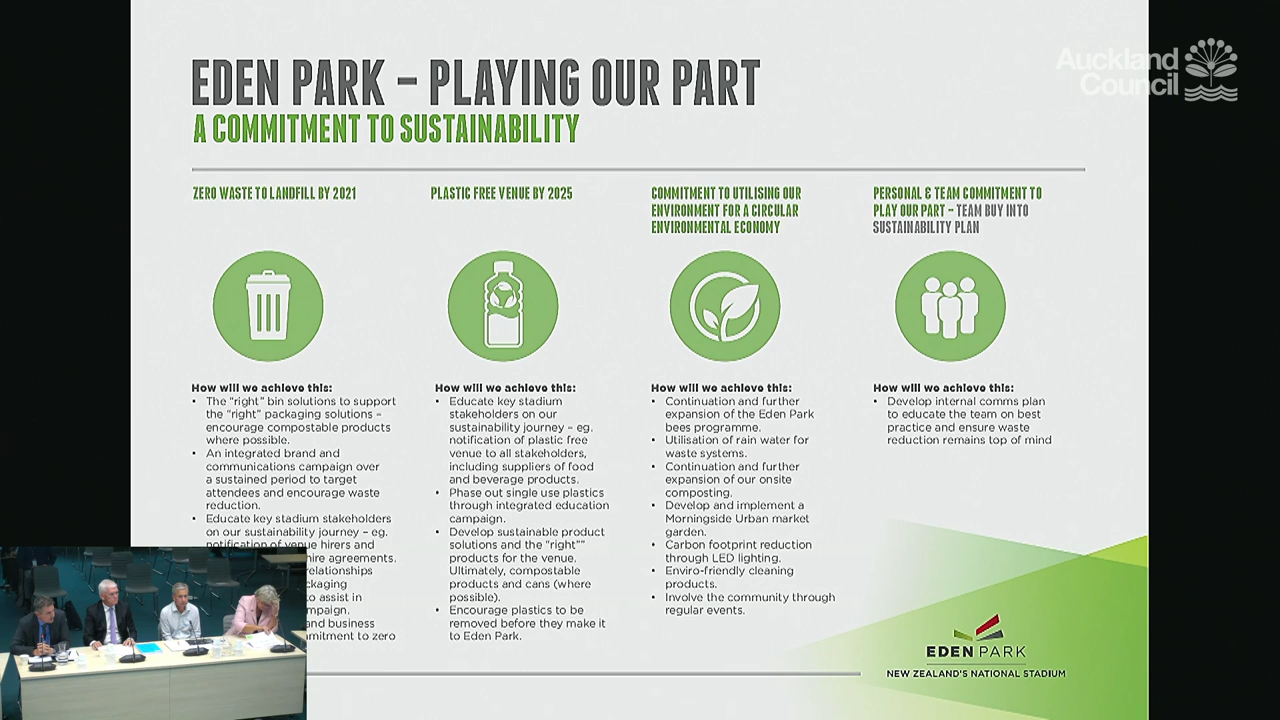 Auckland
Council
EDEN PARK – PLAYING OUR PART
A COMMITMENT TO SUSTAINABILITY
ZERO WASTE TO LANDFILL BY 2021
How will we achieve this:
• The “right” bin solutions to support
the “right” packaging solutions –
encourage compostable products
where possible.
• An integrated brand and
communications campaign over
a sustained period to target
attendees and encourage waste
reduction.
• Educate key stadium stakeholders
on our sustainability journey – eg.
notification of venue hirers and
agreements.
to assist in
and business
to zero
PLASTIC FREE VENUE BY 2025
How will we achieve this:
• Educate key stadium
stakeholders on our
sustainability journey – eg.
notification of plastic free
venue to all stakeholders,
including suppliers of food
and beverage products.
• Phase out single use plastics
through integrated education
campaign.
• Develop sustainable product
solutions and the “right””
products for the venue.
Ultimately, compostable
products and cans (where
possible).
• Encourage plastics to be
removed before they make it
to Eden Park.
COMMITMENT TO UTILISING OUR
ENVIRONMENT FOR A CIRCULAR
ENVIRONMENTAL ECONOMY
How will we achieve this:
• Continuation and further
expansion of the Eden Park
bees programme.
• Utilisation of rain water for
waste systems.
• Continuation and further
expansion of our onsite
composting.
• Develop and implement a
Morningside Urban market
garden.
• Carbon footprint reduction
through LED lighting.
• Enviro-friendly cleaning
products.
• Involve the community through
regular events.
PERSONAL & TEAM COMMITMENT TO
PLAY OUR PART – TEAM BUY INTO
SUSTAINABILITY PLAN
How will we achieve this:
• Develop internal comms plan
to educate the team on best
practice and ensure waste
reduction remains top of mind
EDEN PARK
NEW ZEALAND'S NATIONAL STADIUM